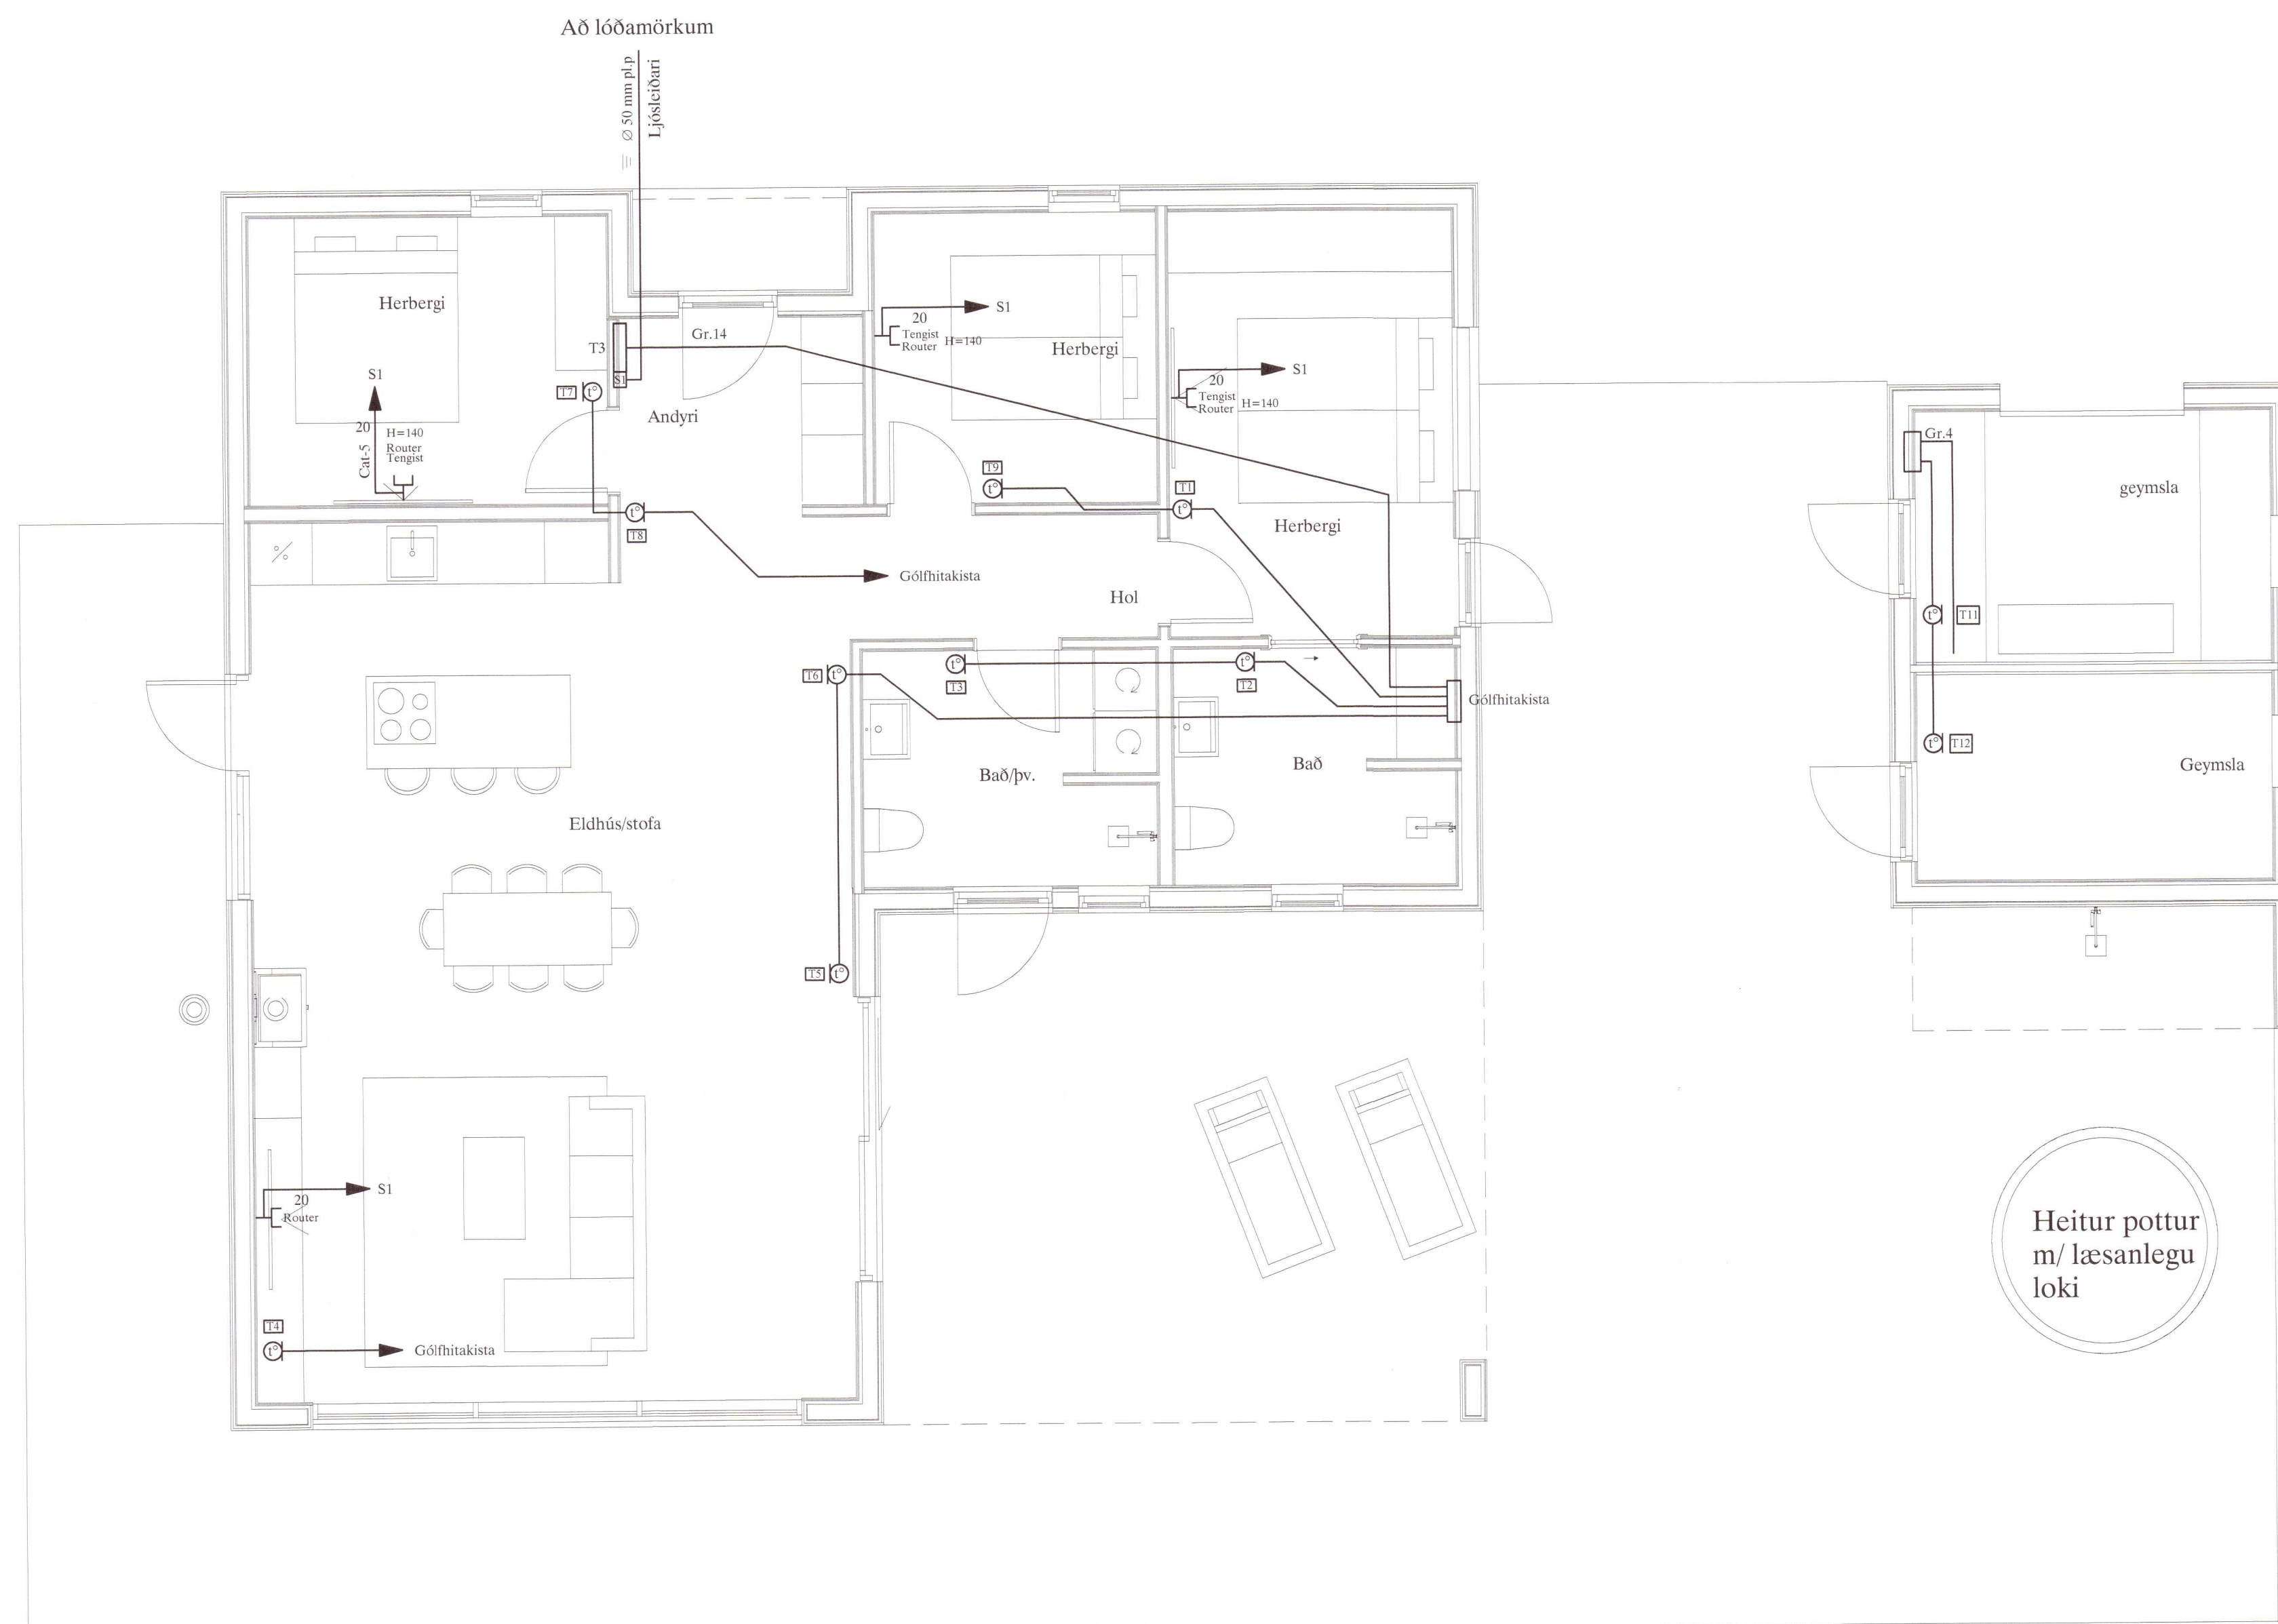 Að lóðamörkum
Ø 50 mm pl.p
Ljósleiðari
Herbergi
T3
Gr.14
S1
T7
S1
20
Cat-5
H=140
Router
Tengist
Andyri
S1
20
Tengist
Router H=140
Herbergi
S1
20
Tengist
Router H=140
Herbergi
T9
T1
T8
Gólfhitakista
Hol
Gr.4
geymsla
T11
T12
Geymsla
T6
T3
T2
Gólfhitakista
Bað/þv.
Bað
Eldhús/stofa
T5
S1
20
Router
T4
Gólfhitakista
Heitur pottur
m/ læsanlegu
loki